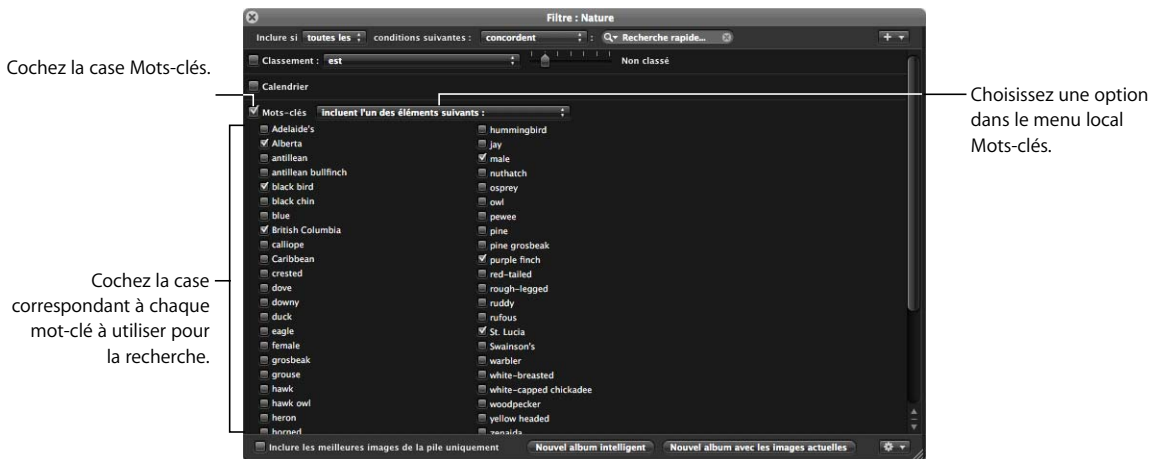 Filtre : Nature
Inclure si toutes les conditions suivantes : concordent : Recherche rapide...
Classement : est Non classé
Calendrier
Mots-clés incluent l'un des éléments suivants :
Adelaide's
Alberta
antillean
antillean bullfinch
black bird
black chin
blue
British Columbia
calliope
Caribbean
crested
dove
downy
duck
eagle
female
grosbeak
grouse
hawk
hawk owl
heron
horned
hummingbird
jay
male
nuthatch
osprey
owl
pewee
pine
pine grosbeak
purple finch
red-tailed
rough-legged
ruddy
rufous
St. Lucia
Swainson's
warbler
white-breasted
white-capped chickadee
woodpecker
yellow headed
zenaida
Inclure les meilleures images de la pile uniquement Nouvel album intelligent Nouvel album avec les images actuelles
Cochez la case Mots-clés.
Cochez la case
correspondant à chaque
mot-clé à utiliser pour
la recherche.
Choisissez une option
dans le menu local
Mots-clés.